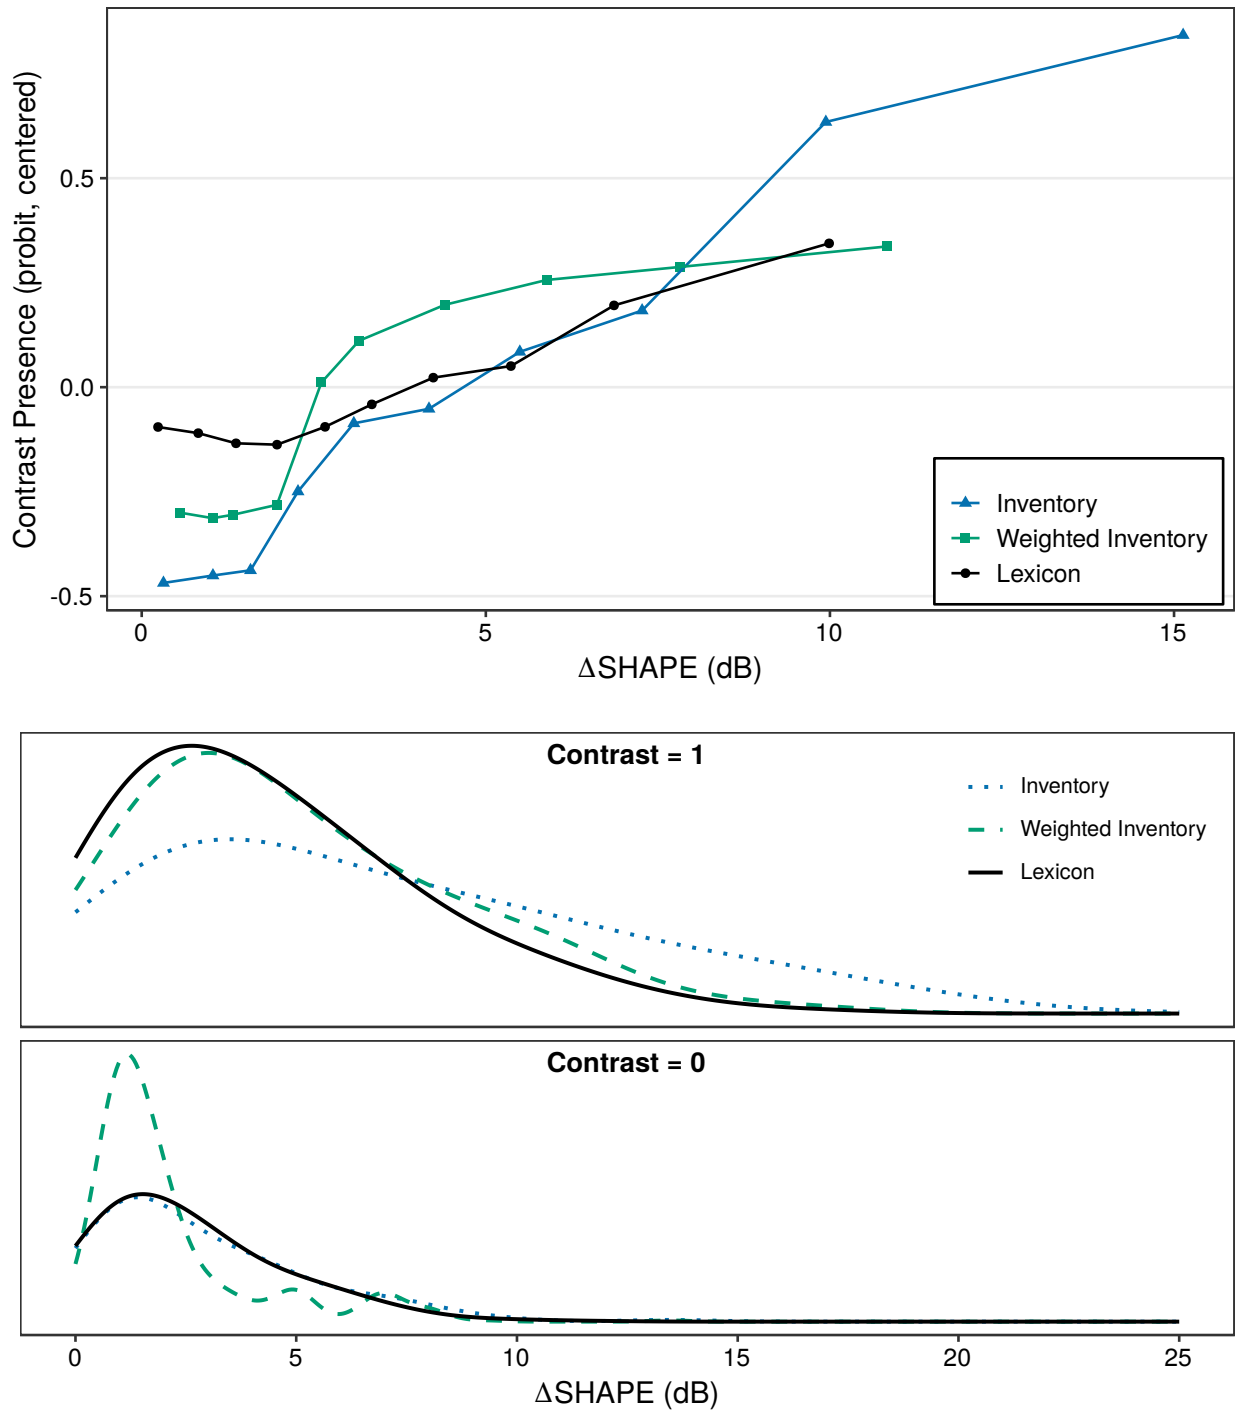 Contrast Presence (probit, centered)
0.5
0.0
-0.5
Inventory
Weighted Inventory
Lexicon
0 5 10 15
ΔSHAPE (dB)
Contrast = 1
Inventory
Weighted Inventory
Lexicon
Contrast = 0
0 5 10 15 20 25
ΔSHAPE (dB)